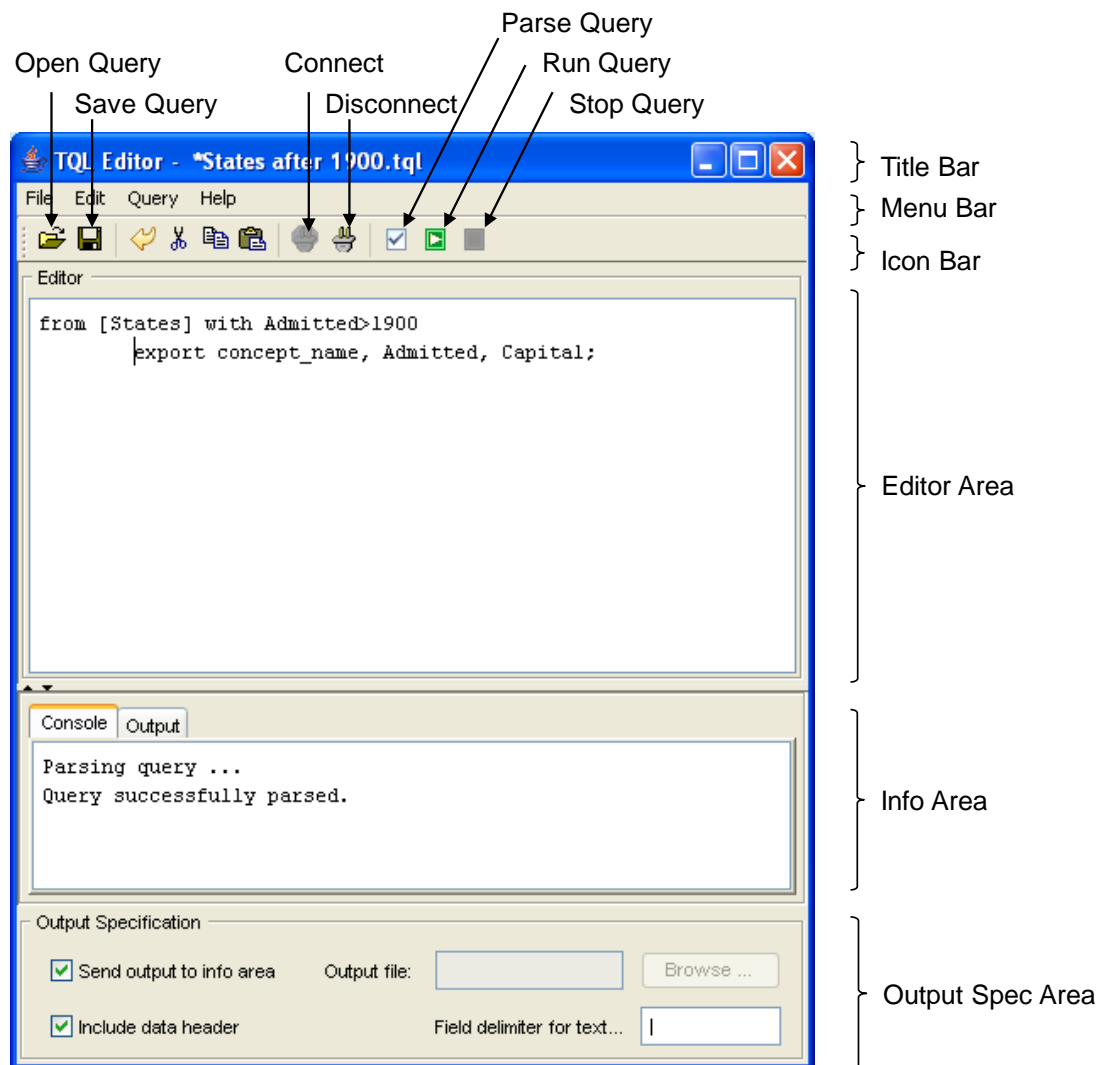 Parse Query
Open Query Connect Run Query
Save Query Disconnect Stop Query
TQL Editor - *States after 1900.tql
Title Bar
File Edit Query Help
Menu Bar
Icon Bar
Editor
from [States] with Admitted>1900
export concept_name, Admitted, Capital;
Editor Area
Console Output
Parsing query ...
Query successfully parsed.
Info Area
Output Specification
Send output to info area Output file: Browse ...
Output Spec Area
Include data header Field delimiter for text... |